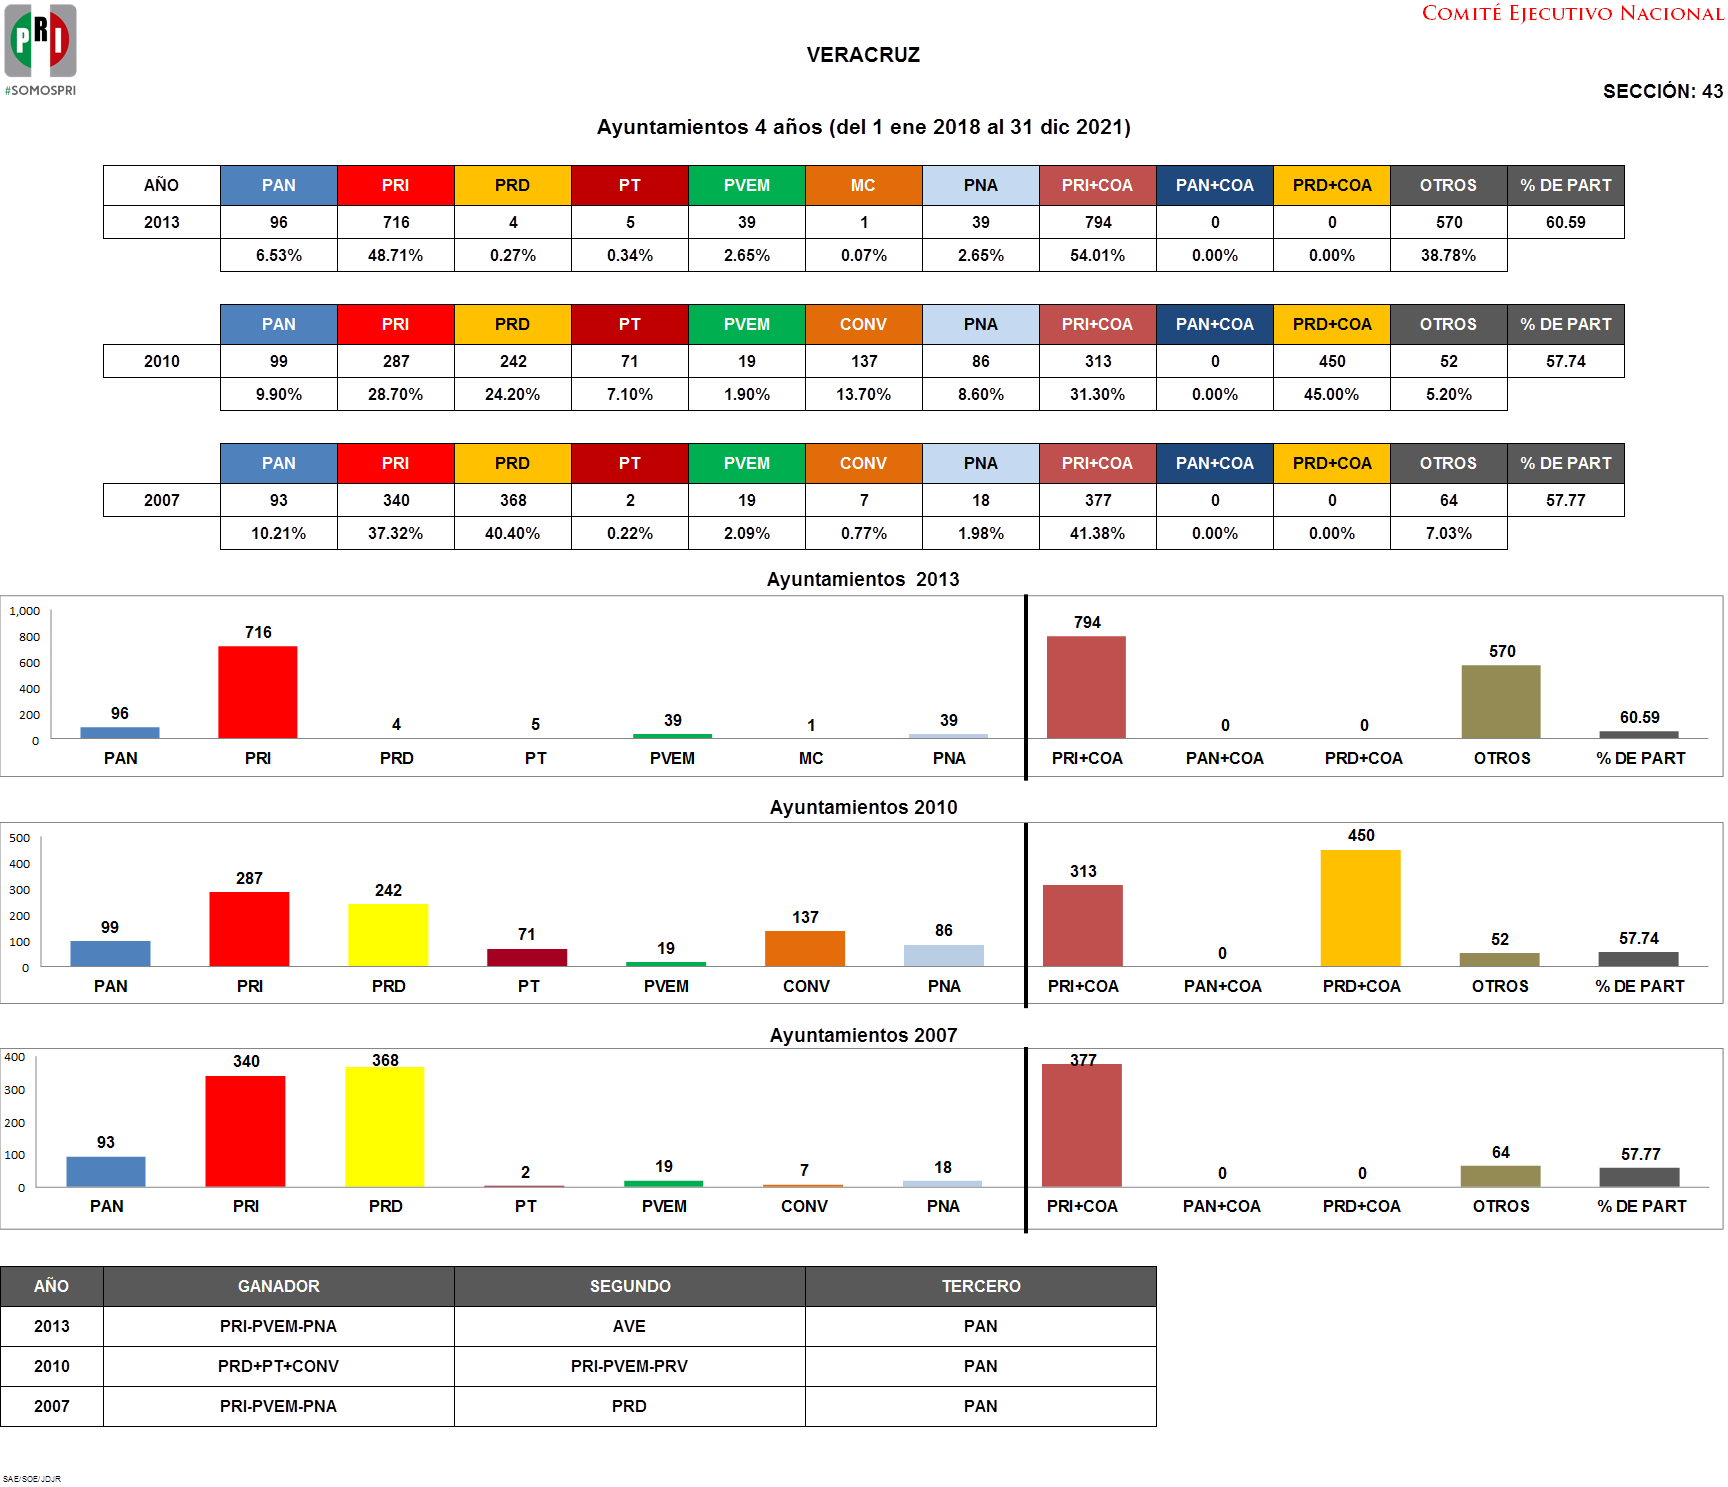 PRI
#SOMOSPRI
COMITÉ EJECUTIVO NACIONAL
VERACRUZ
SECCIÓN: 43
Ayuntamientos 4 años (del 1 ene 2018 al 31 dic 2021)
AÑO PAN PRI PRD PT PVEM MC PNA PRI+COA PAN+COA PRD+COA OTROS % DE PART
2013 96 716 4 5 39 1 39 794 0 0 570 60.59
6.53% 48.71% 0.27% 0.34% 2.65% 0.07% 2.65% 54.01% 0.00% 0.00% 38.78%
PAN PRI PRD PT PVEM CONV PNA PRI+COA PAN+COA PRD+COA OTROS % DE PART
2010 99 287 242 71 19 137 86 313 0 450 52 57.74
9.90% 28.70% 24.20% 7.10% 1.90% 13.70% 8.60% 31.30% 0.00% 45.00% 5.20%
PAN PRI PRD PT PVEM CONV PNA PRI+COA PAN+COA PRD+COA OTROS % DE PART
2007 93 340 368 2 19 7 18 377 0 0 64 57.77
10.21% 37.32% 40.40% 0.22% 2.09% 0.77% 1.98% 41.38% 0.00% 0.00% 7.03%
Ayuntamientos 2013
1,000
800
600
400
200
0
96 716 4 5 39 1 39 794 0 0 570 60.59
PAN PRI PRD PT PVEM MC PNA PRI+COA PAN+COA PRD+COA OTROS % DE PART
Ayuntamientos 2010
500
400
300
200
100
0
99 287 242 71 19 137 86 313 0 450 52 57.74
PAN PRI PRD PT PVEM CONV PNA PRI+COA PAN+COA PRD+COA OTROS % DE PART
Ayuntamientos 2007
400
300
200
100
0
93 340 368 2 19 7 18 377 0 0 64 57.77
PAN PRI PRD PT PVEM CONV PNA PRI+COA PAN+COA PRD+COA OTROS % DE PART
AÑO GANADOR SEGUNDO TERCERO
2013 PRI-PVEM-PNA AVE PAN
2010 PRD+PT+CONV PRI-PVEM-PRV PAN
2007 PRI-PVEM-PNA PRD PAN
SAE/SOE/JDJR